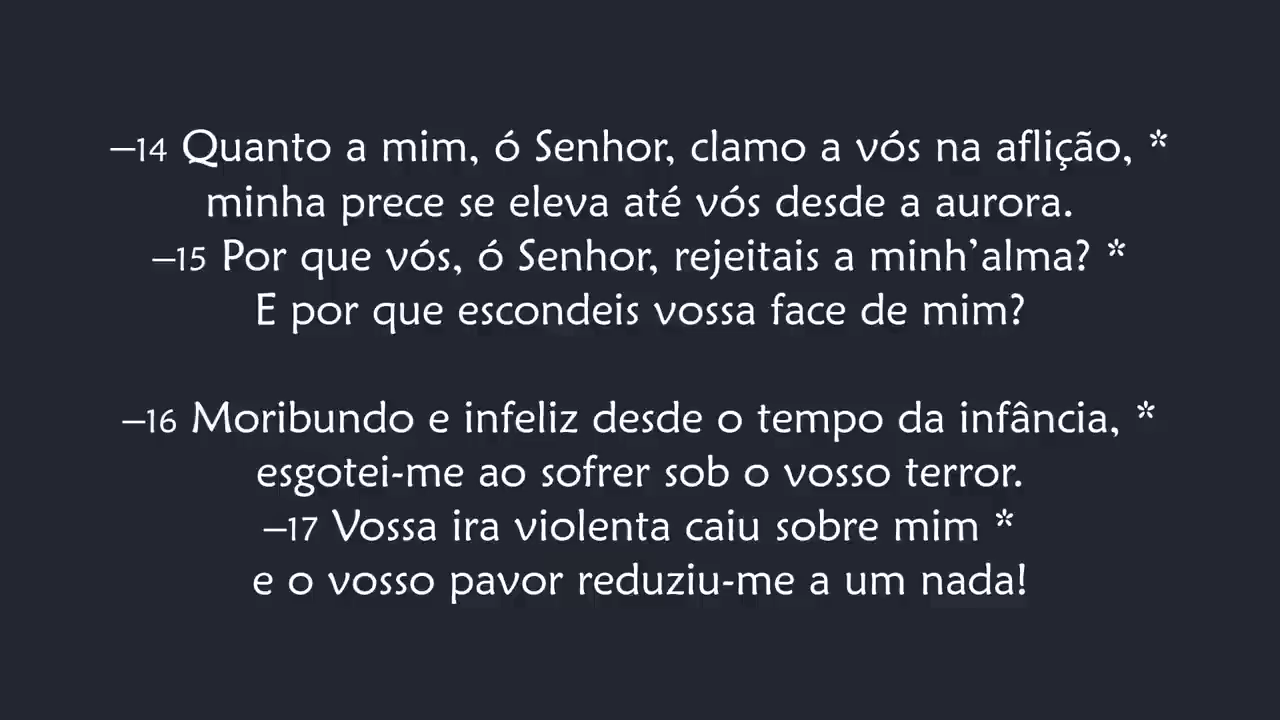 –14 Quanto a mim, ó Senhor, clamo a vós na aflição, *
minha prece se eleva até vós desde a aurora.
–15 Por que vós, ó Senhor, rejeitais a minh’alma? *
E por que escondeis vossa face de mim?
–16 Moribundo e infeliz desde o tempo da infância, *
esgotei-me ao sofrer sob o vosso terror.
–17 Vossa ira violenta caiu sobre mim *
e o vosso pavor reduziu-me a um nada!